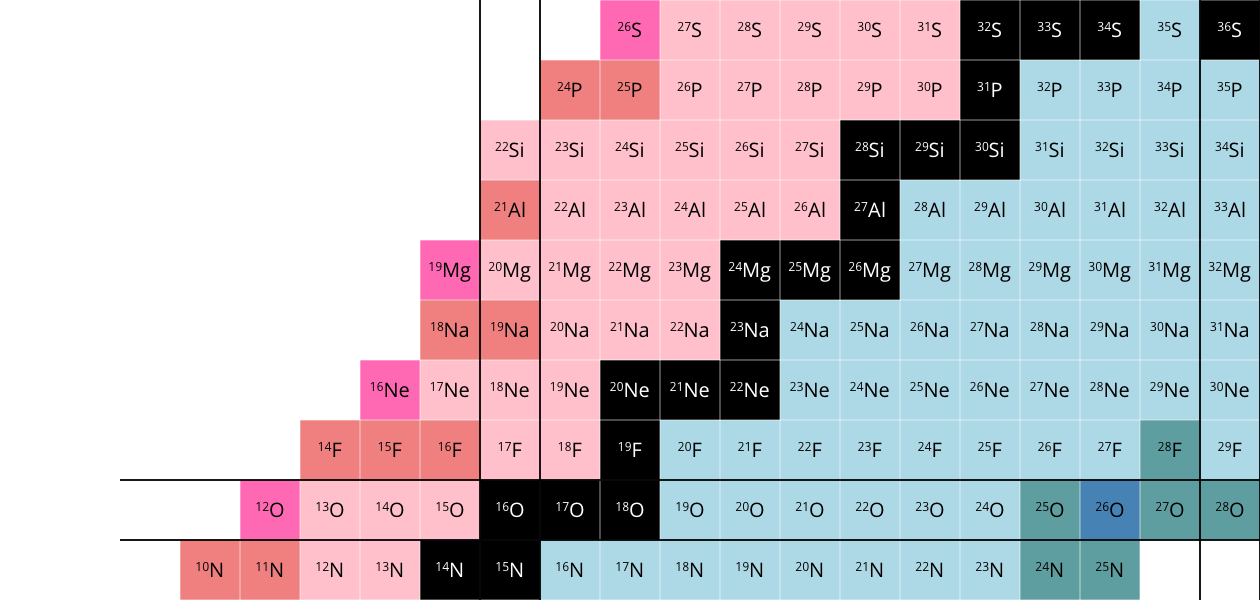 ²⁶S ²⁷S ²⁸S ²⁹S ³⁰S ³¹S ³²S ³³S ³⁴S ³⁵S ³⁶S
²⁴P ²⁵P ²⁶P ²⁷P ²⁸P ²⁹P ³⁰P ³¹P ³²P ³³P ³⁴P ³⁵P
²²Si ²³Si ²⁴Si ²⁵Si ²⁶Si ²⁷Si ²⁸Si ²⁹Si ³⁰Si ³¹Si ³²Si ³³Si ³⁴Si
²¹Al ²²Al ²³Al ²⁴Al ²⁵Al ²⁶Al ²⁷Al ²⁸Al ²⁹Al ³⁰Al ³¹Al ³²Al ³³Al
¹⁹Mg ²⁰Mg ²¹Mg ²²Mg ²³Mg ²⁴Mg ²⁵Mg ²⁶Mg ²⁷Mg ²⁸Mg ²⁹Mg ³⁰Mg ³¹Mg ³²Mg
¹⁸Na ¹⁹Na ²⁰Na ²¹Na ²²Na ²³Na ²⁴Na ²⁵Na ²⁶Na ²⁷Na ²⁸Na ²⁹Na ³⁰Na ³¹Na
¹⁶Ne ¹⁷Ne ¹⁸Ne ¹⁹Ne ²⁰Ne ²¹Ne ²²Ne ²³Ne ²⁴Ne ²⁵Ne ²⁶Ne ²⁷Ne ²⁸Ne ²⁹Ne ³⁰Ne
¹⁴F ¹⁵F ¹⁶F ¹⁷F ¹⁸F ¹⁹F ²⁰F ²¹F ²²F ²³F ²⁴F ²⁵F ²⁶F ²⁷F ²⁸F ²⁹F
¹²O ¹³O ¹⁴O ¹⁵O ¹⁶O ¹⁷O ¹⁸O ¹⁹O ²⁰O ²¹O ²²O ²³O ²⁴O ²⁵O ²⁶O ²⁷O ²⁸O
¹⁰N ¹¹N ¹²N ¹³N ¹⁴N ¹⁵N ¹⁶N ¹⁷N ¹⁸N ¹⁹N ²⁰N ²¹N ²²N ²³N ²⁴N ²⁵N